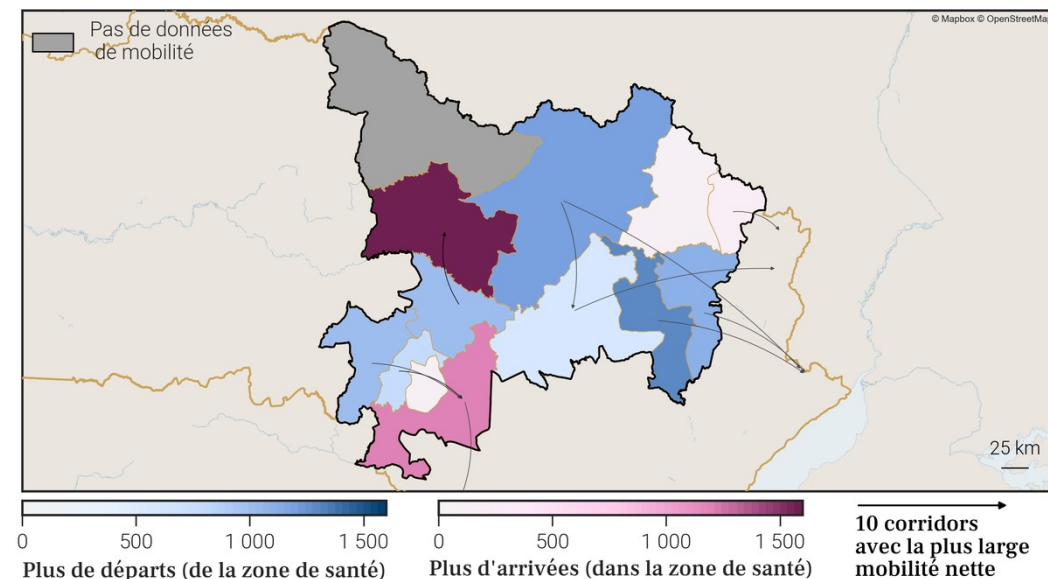 Pas de données
de mobilité
© Mapbox © OpenStreetMap
25 km
0 500 1 000 1 500
Plus de départs (de la zone de santé)
0 500 1 000 1 500
Plus d'arrivées (dans la zone de santé)
10 corridors
avec la plus large
mobilité nette